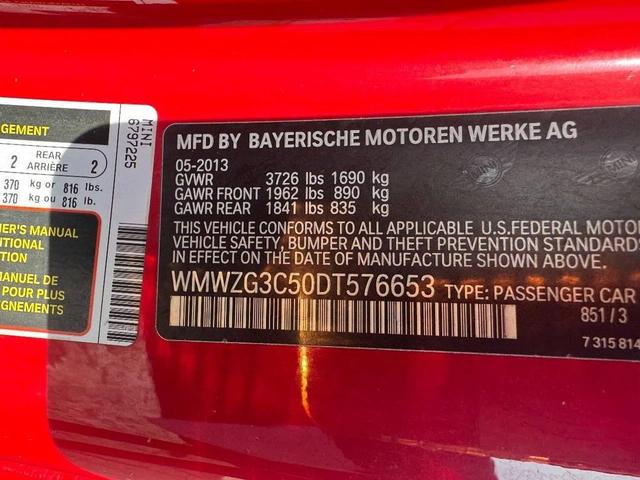 GEMENT
2 REAR ARRIÈRE 2
370 kg or 816 lbs.
370 kg ou 816 lb.
ER'S MANUAL
ITIONAL
TION
MANUEL DE
POUR PLUS
NEMENTS
MINI
6797225
MFD BY BAYERISCHE MOTOREN WERKE AG
05-2013
GVWR 3726 lbs 1690 kg
GAWR FRONT 1962 lbs 890 kg
GAWR REAR 1841 lbs 835 kg
THIS VEHICLE CONFORMS TO ALL APPLICABLE U.S.FEDERAL MOTOR
VEHICLE SAFETY, BUMPER AND THEFT PREVENTION STANDARDS
IN EFFECT ON THE DATE OF MANUFACTURE SHOWN ABOVE.
WMWZG3C50DT576653 TYPE: PASSENGER CAR
851/3
7 315 814